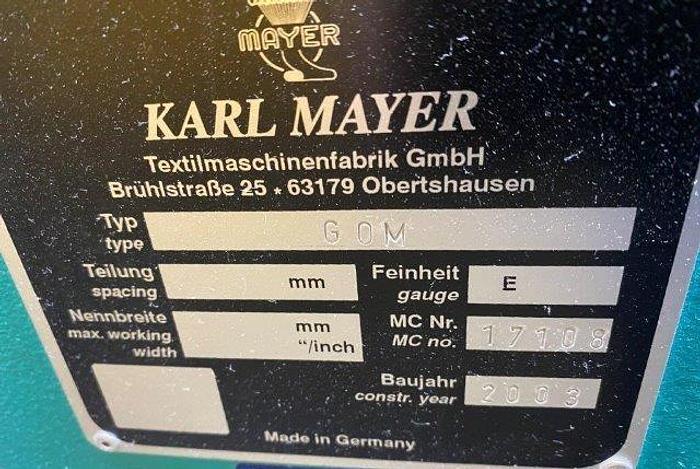 MAYER
KARL MAYER
Textilmaschinenfabrik GmbH
Brühlstraße 25 * 63179 Obertshausen
Typ
type
GOM
Teilung
spacing
mm
Feinheit
gauge
E
Nennbreite
max. working
width
mm
"/inch
MC Nr.
MC no.
17108
Baujahr
constr. year
2003
Made in Germany